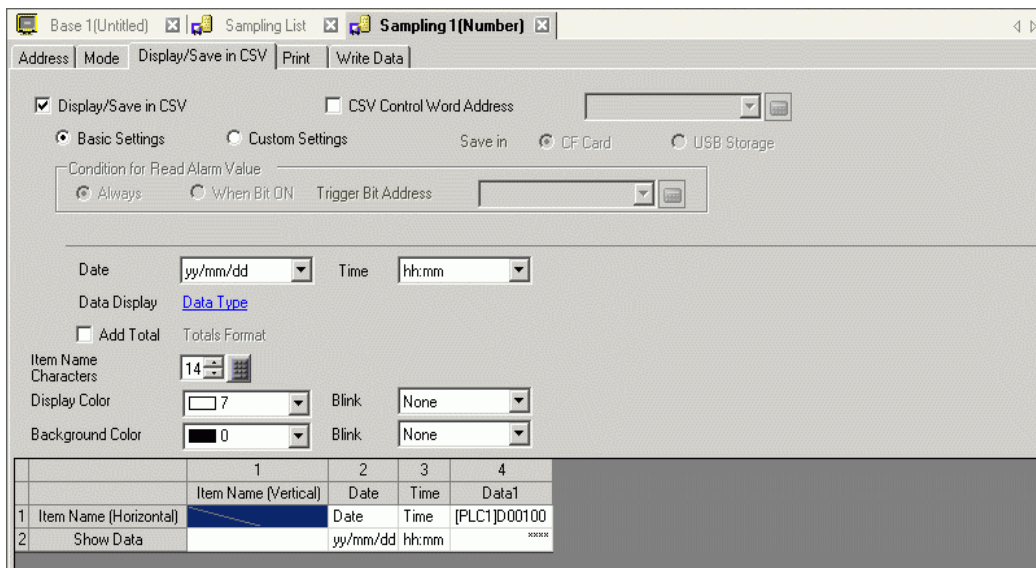 Base 1(Untitled) Sampling List Sampling 1(Number)
Address Mode Display/Save in CSV Print Write Data
Display/Save in CSV CSV Control Word Address
Basic Settings Custom Settings Save in CF Card USB Storage
Condition for Read Alarm Value
Always When Bit ON Trigger Bit Address
Date yy/mm/dd Time hh:mm
Data Display Data Type
Add Total Totals Format
Item Name
Characters 14
Display Color 7 Blink None
Background Color 0 Blink None
1 2 3 4
Item Name (Vertical) Date Time Data1
1 Item Name (Horizontal) Date Time [PLC1]D00100
2 Show Data yy/mm/dd hh:mm ****